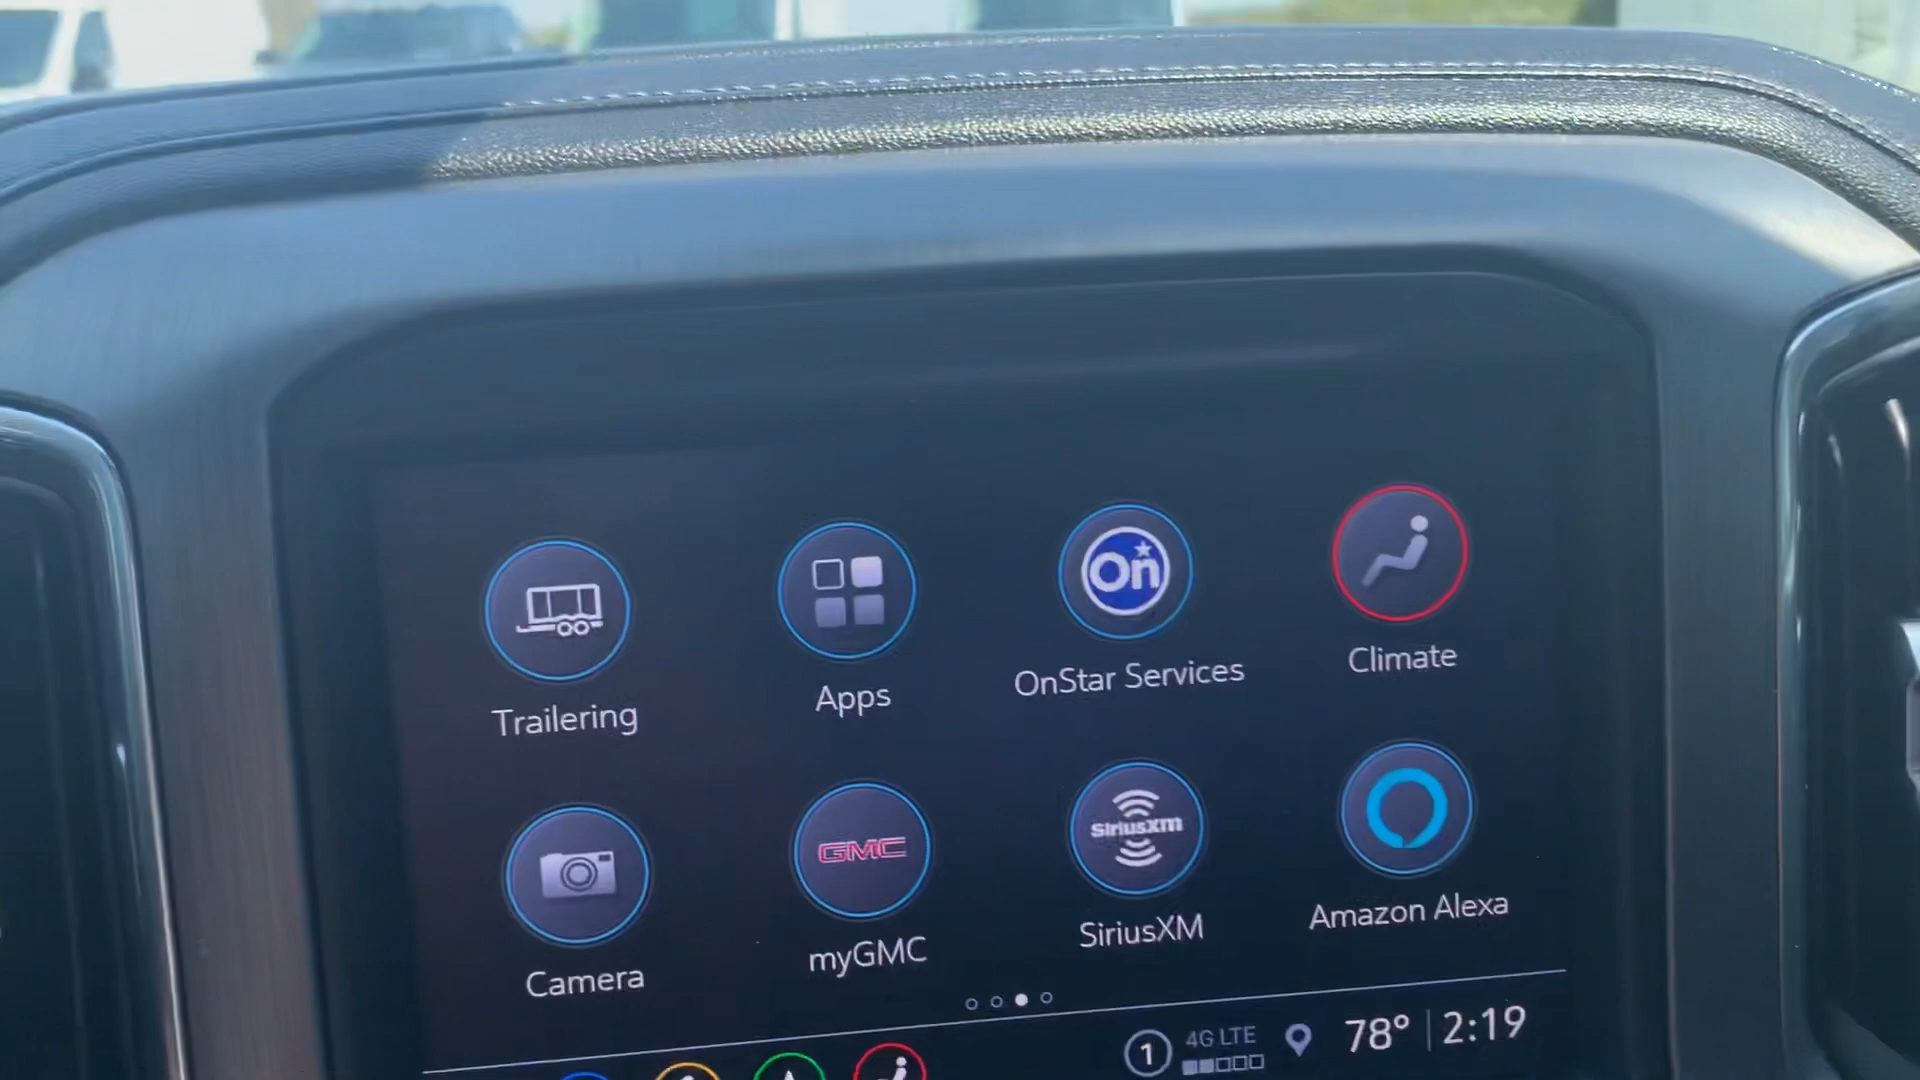 On
Trailering
Apps
OnStar Services
Climate
GMC
SiriusXM
Camera
myGMC
SiriusXM
Amazon Alexa
1
4G LTE
78° | 2:19